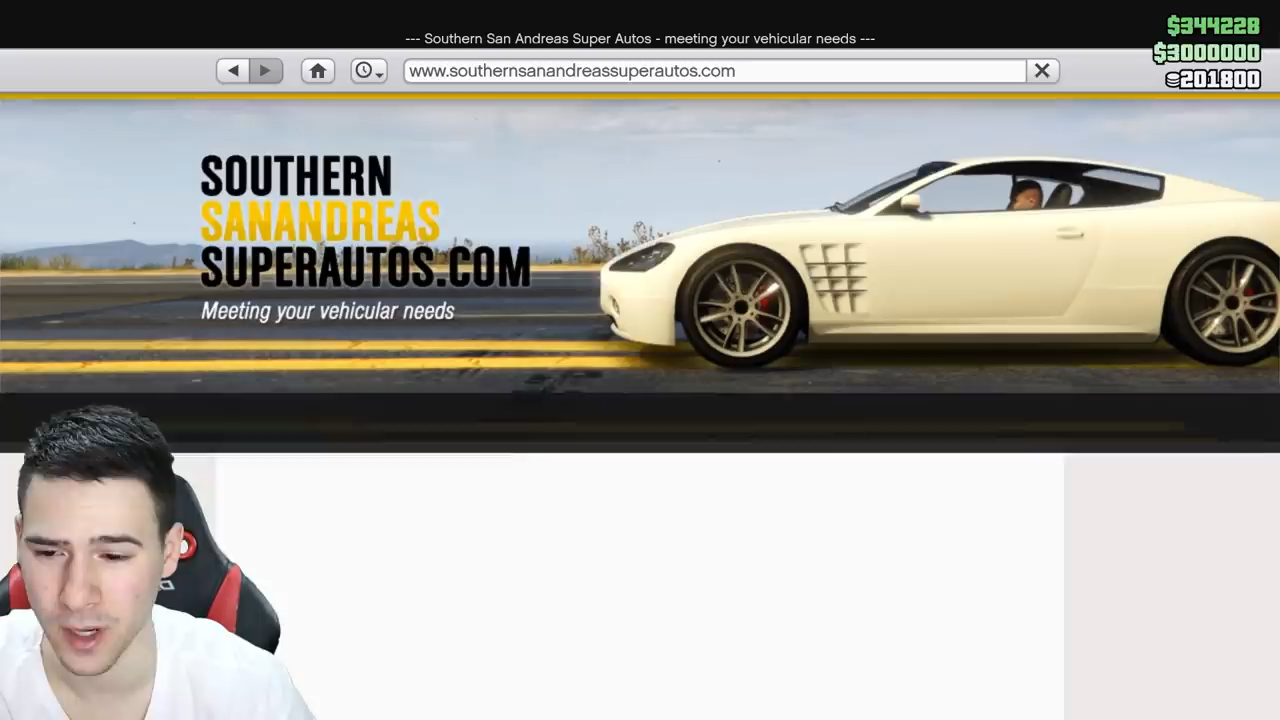 --- Southern San Andreas Super Autos - meeting your vehicular needs ---
$344228
$3000000
201800
www.southernsanandreassuperautos.com
SOUTHERN
SANANDREAS
SUPERAUTOS.COM
Meeting your vehicular needs